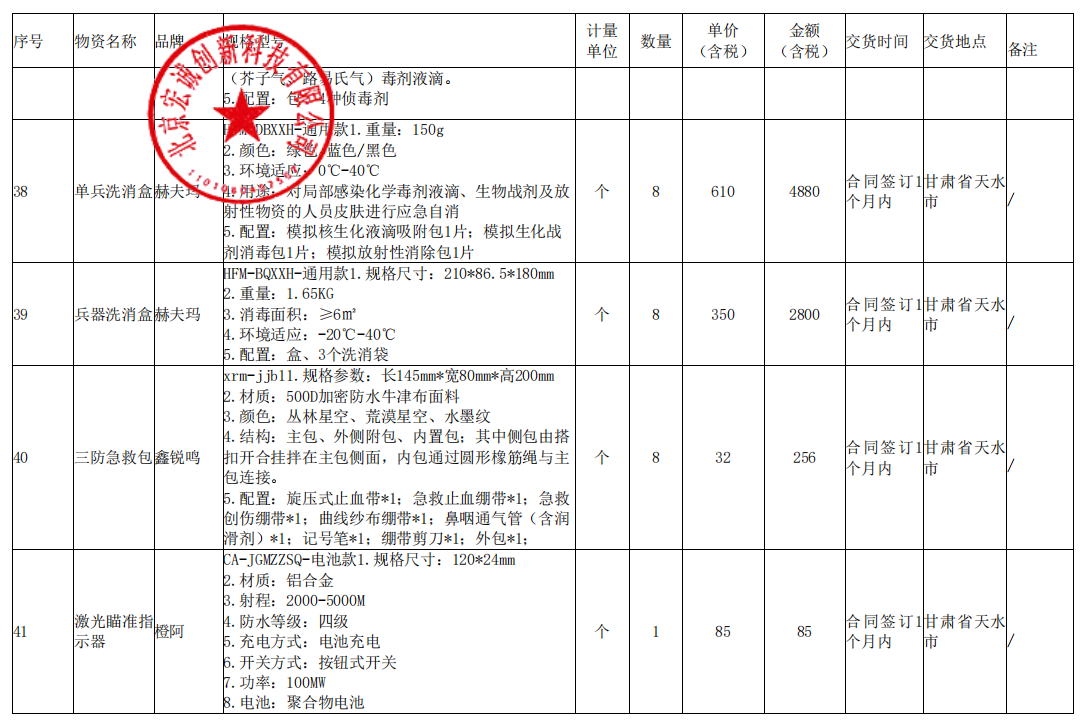 序号 物资名称 品牌 规格型号 计量单位 数量 单价（含税） 金额（含税） 交货时间 交货地点 备注
（芥子气、路易氏气）毒剂液滴。
5.配置：包 4种侦毒剂
北京宏诚创新科技有限公司
38 单兵洗消盒 赫夫玛
DBXXH-通用款1.重量：150g
2.颜色：绿色/蓝色/黑色
3.环境适应：0℃-40℃
4.用途：对局部感染化学毒剂液滴、生物战剂及放
射性物资的人员皮肤进行应急自消
5.配置：模拟核生化液滴吸附包1片；模拟生化战
剂消毒包1片；模拟放射性消除包1片
个 8 610 4880
合同签订1
个月内
甘肃省天水
市
/
39 兵器洗消盒 赫夫玛
HFM-BQXXH-通用款1.规格尺寸：210*86.5*180mm
2.重量：1.65KG
3.消毒面积：≥6㎡
4.环境适应：-20℃-40℃
5.配置：盒、3个洗消袋
个 8 350 2800
合同签订1
个月内
甘肃省天水
市
/
40 三防急救包 鑫锐鸣
xrm-jjb11.规格参数：长145mm*宽80mm*高200mm
2.材质：500D加密防水牛津布面料
3.颜色：丛林星空、荒漠星空、水墨纹
4.结构：主包、外侧附包、内置包；其中侧包由搭
扣开合挂拌在主包侧面，内包通过圆形橡筋绳与主
包连接。
5.配置：旋压式止血带*1；急救止血绷带*1；急救
创伤绷带*1；曲线纱布绷带*1；鼻咽通气管（含润
滑剂）*1；记号笔*1；绷带剪刀*1；外包*1；
个 8 32 256
合同签订1
个月内
甘肃省天水
市
/
41
激光瞄准指
示器
橙阿
CA-JGMZZSQ-电池款1.规格尺寸：120*24mm
2.材质：铝合金
3.射程：2000-5000M
4.防水等级：四级
5.充电方式：电池充电
6.开关方式：按钮式开关
7.功率：100MW
8.电池：聚合物电池
个 1 85 85
合同签订1
个月内
甘肃省天水
市
/